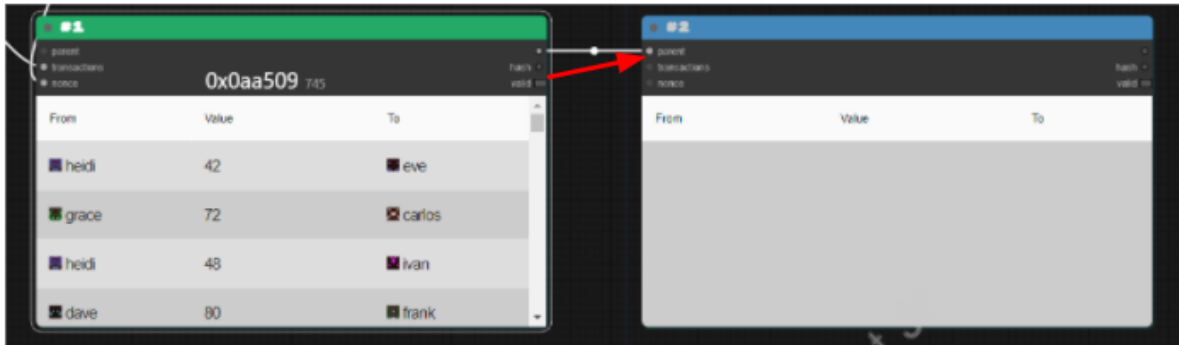 #1
parent
transactions
hash
nonce
0x0aa509 745
valid
From Value To
heidi 42 eve
grace 72 carlos
heidi 48 ivan
dave 80 frank
#2
parent
transactions
hash
nonce
valid
From Value To